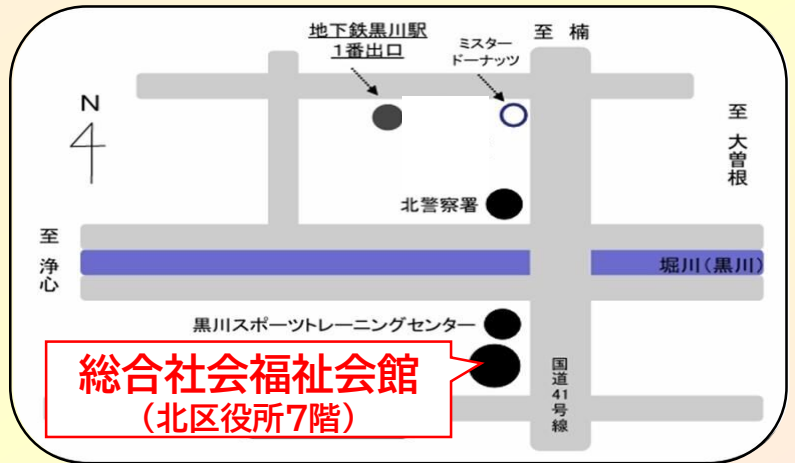 地下鉄黒川駅
1番出口
ミスター
ドーナッツ
至 楠
N
至 大曽根
北警察署
至 浄心
堀川(黒川)
黒川スポーツトレーニングセンター
総合社会福祉会館
(北区役所7階)
国道41号線